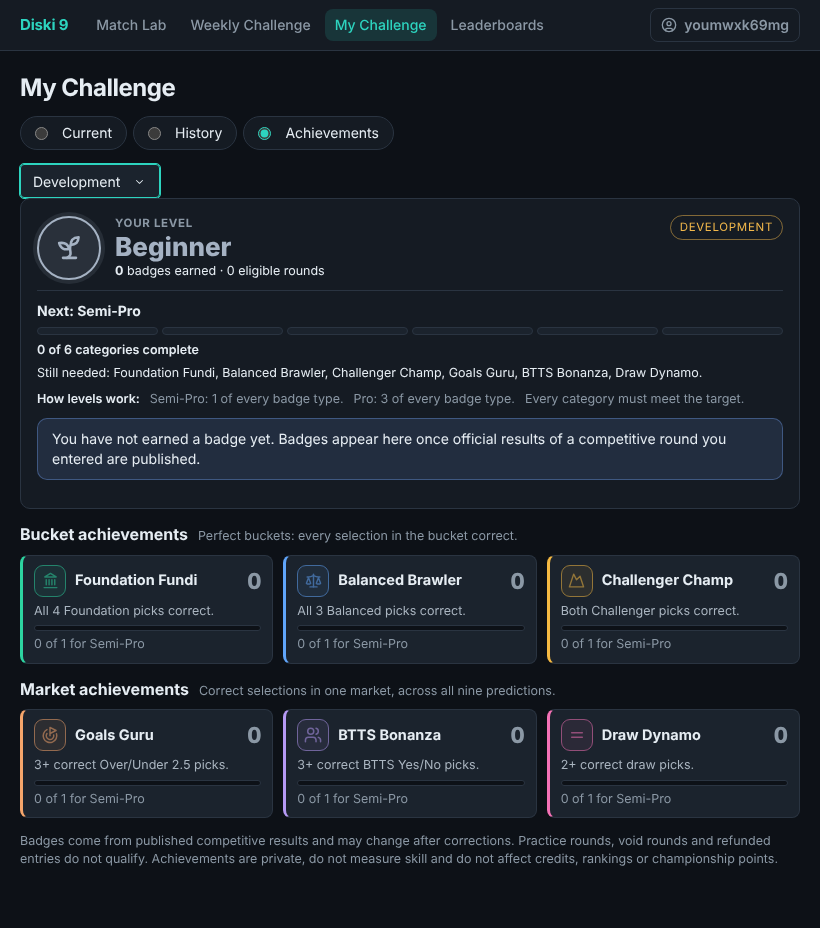 Diski 9 Match Lab Weekly Challenge My Challenge Leaderboards youmwxk69mg
My Challenge
Current History Achievements
Development
YOUR LEVEL
Beginner
0 badges earned · 0 eligible rounds
DEVELOPMENT
Next: Semi-Pro
0 of 6 categories complete
Still needed: Foundation Fundi, Balanced Brawler, Challenger Champ, Goals Guru, BTTS Bonanza, Draw Dynamo.
How levels work: Semi-Pro: 1 of every badge type. Pro: 3 of every badge type. Every category must meet the target.
You have not earned a badge yet. Badges appear here once official results of a competitive round you
entered are published.
Bucket achievements Perfect buckets: every selection in the bucket correct.
Foundation Fundi 0
All 4 Foundation picks correct.
0 of 1 for Semi-Pro
Balanced Brawler 0
All 3 Balanced picks correct.
0 of 1 for Semi-Pro
Challenger Champ 0
Both Challenger picks correct.
0 of 1 for Semi-Pro
Market achievements Correct selections in one market, across all nine predictions.
Goals Guru 0
3+ correct Over/Under 2.5 picks.
0 of 1 for Semi-Pro
BTTS Bonanza 0
3+ correct BTTS Yes/No picks.
0 of 1 for Semi-Pro
Draw Dynamo 0
2+ correct draw picks.
0 of 1 for Semi-Pro
Badges come from published competitive results and may change after corrections. Practice rounds, void rounds and refunded
entries do not qualify. Achievements are private, do not measure skill and do not affect credits, rankings or championship points.